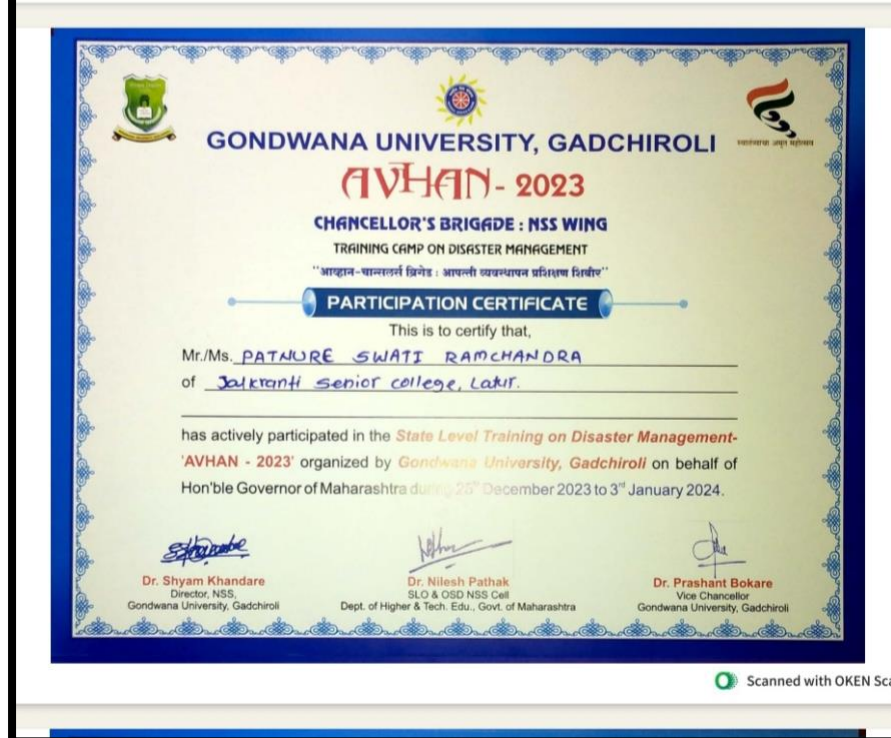 GONDWANA UNIVERSITY, GADCHIROLI
स्वातंत्र्याचा अमृत महोत्सव
AVHAN - 2023
CHANCELLOR'S BRIGADE : NSS WING
TRAINING CAMP ON DISASTER MANAGEMENT
"आव्हान-चान्सलर्स ब्रिगेड : आपत्ती व्यवस्थापन प्रशिक्षण शिबीर"
PARTICIPATION CERTIFICATE
This is to certify that,
Mr./Ms. PATNURE SWATI RAMCHANDRA
of Jalkranti Senior college, Latur.
has actively participated in the State Level Training on Disaster Management-
'AVHAN - 2023' organized by Gondwana University, Gadchiroli on behalf of
Hon'ble Governor of Maharashtra during 25th December 2023 to 3rd January 2024.
Dr. Shyam Khandare
Director, NSS,
Gondwana University, Gadchiroli
Dr. Nilesh Pathak
SLO & OSD NSS Cell
Dept. of Higher & Tech. Edu., Govt. of Maharashtra
Dr. Prashant Bokare
Vice Chancellor
Gondwana University, Gadchiroli
Scanned with OKEN Sca